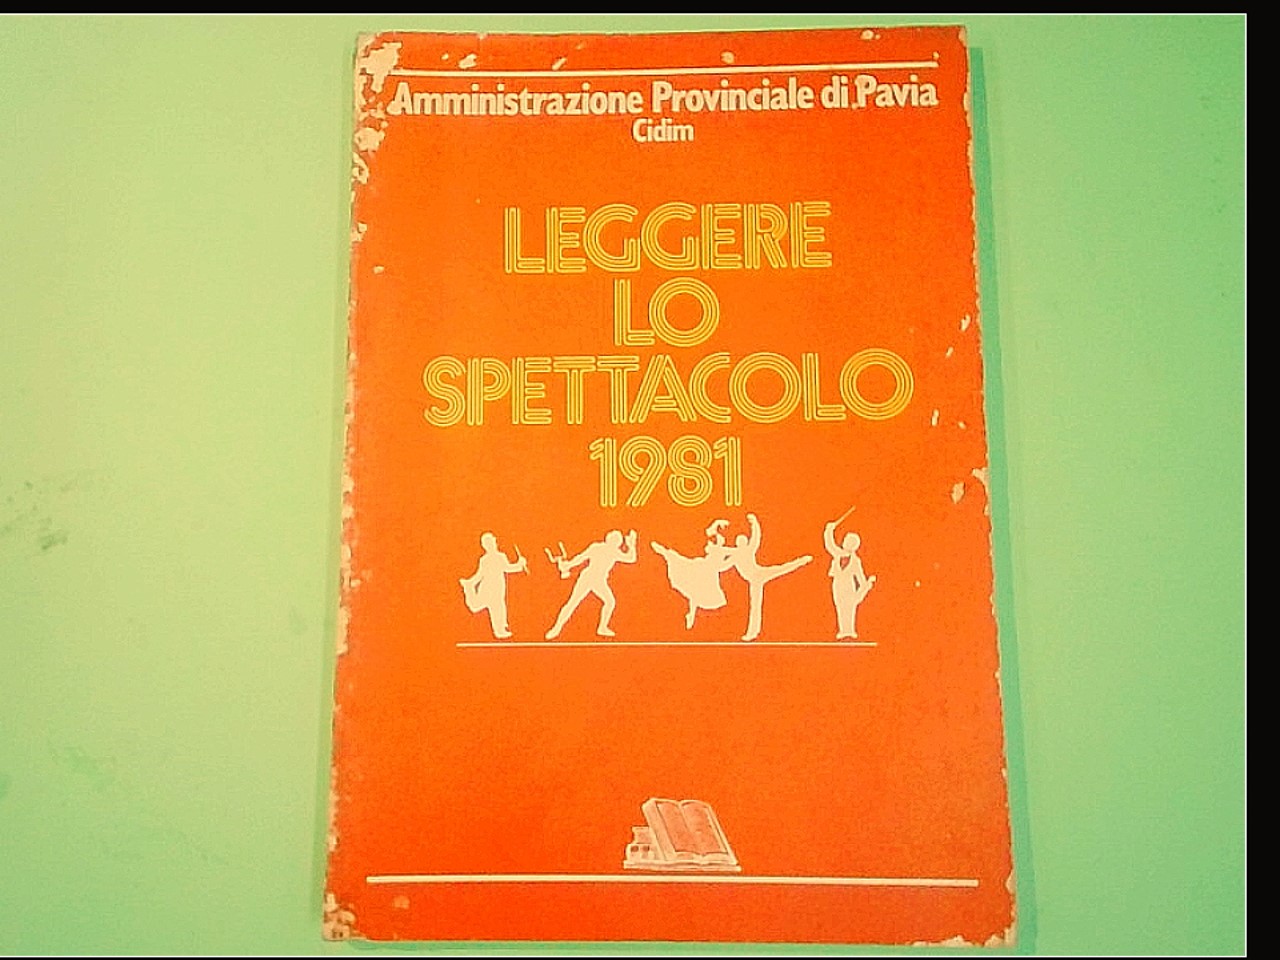 Amministrazione Provinciale di Pavia
Cidim
LEGGERE
LO
SPETTACOLO
1981